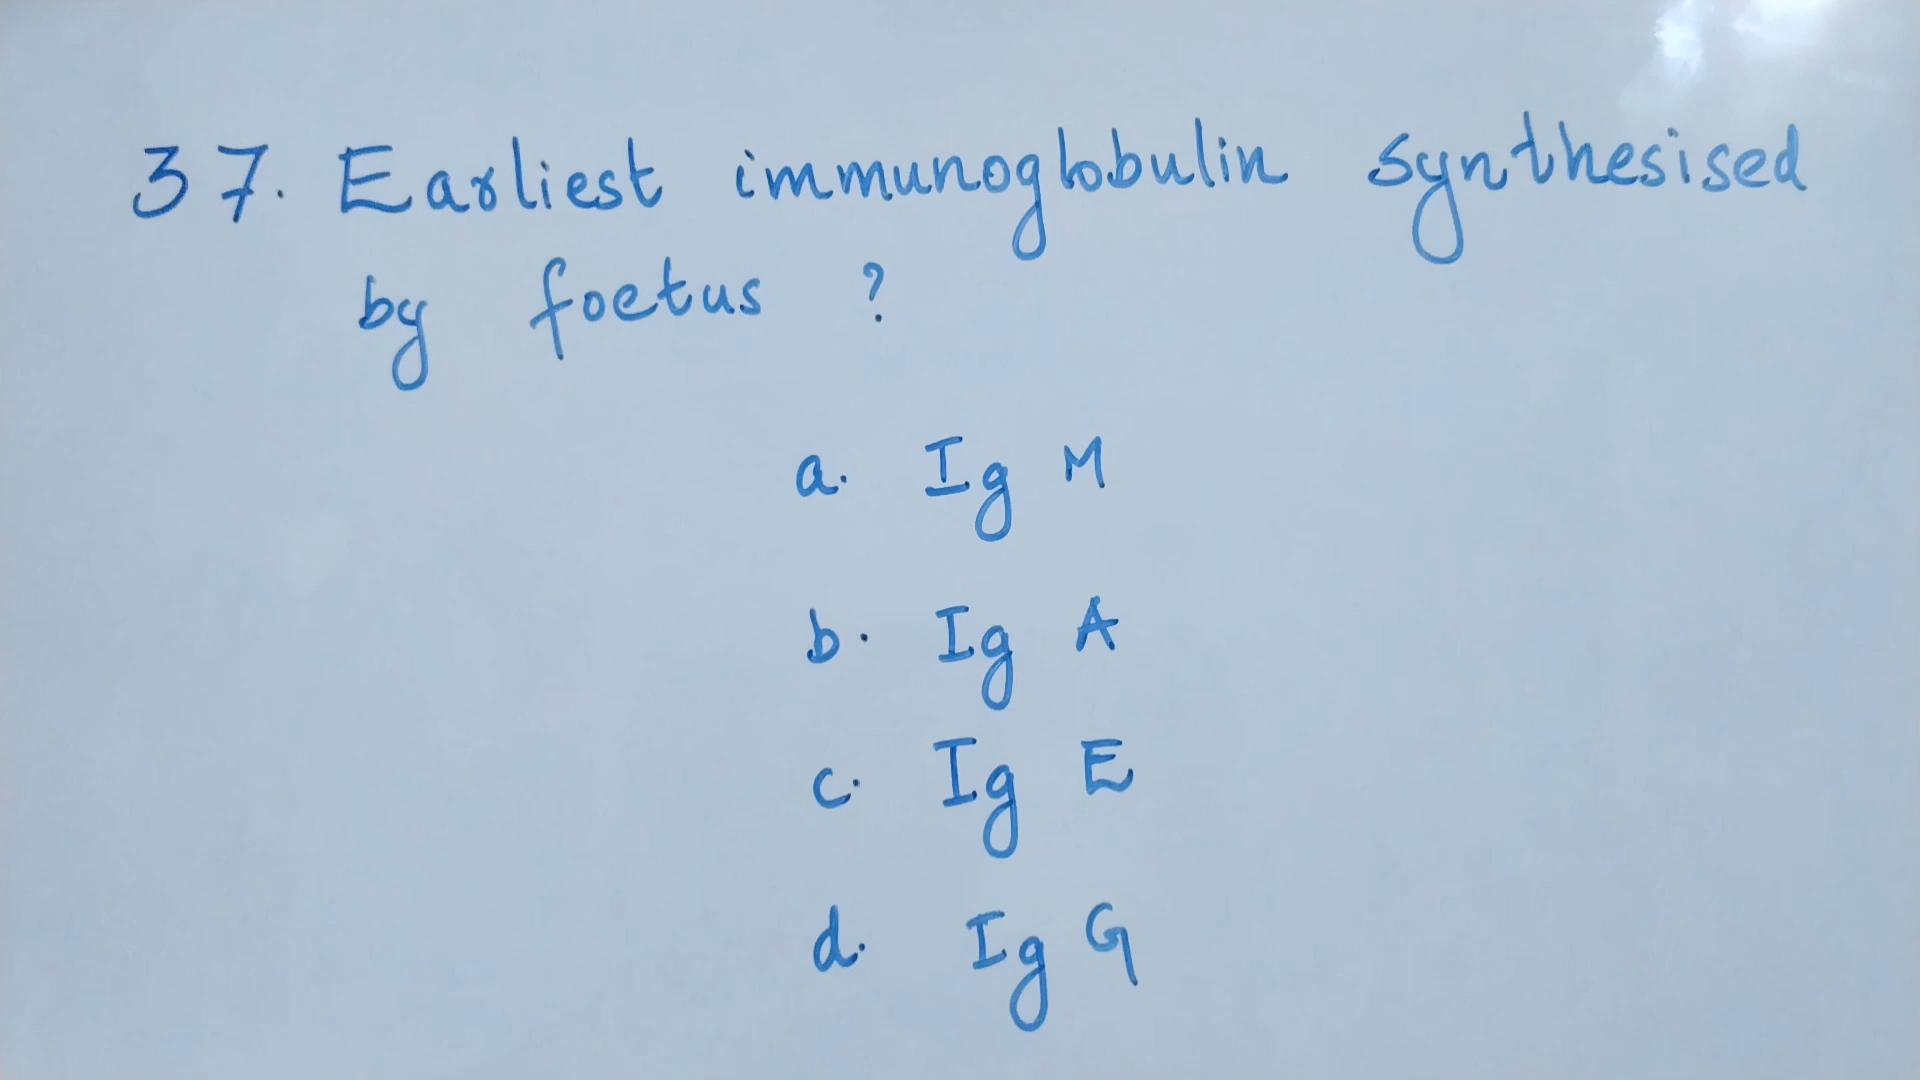 37. Earliest immunoglobulin synthesised
by foetus ?
a. Ig M
b. Ig A
c. Ig E
d. Ig G